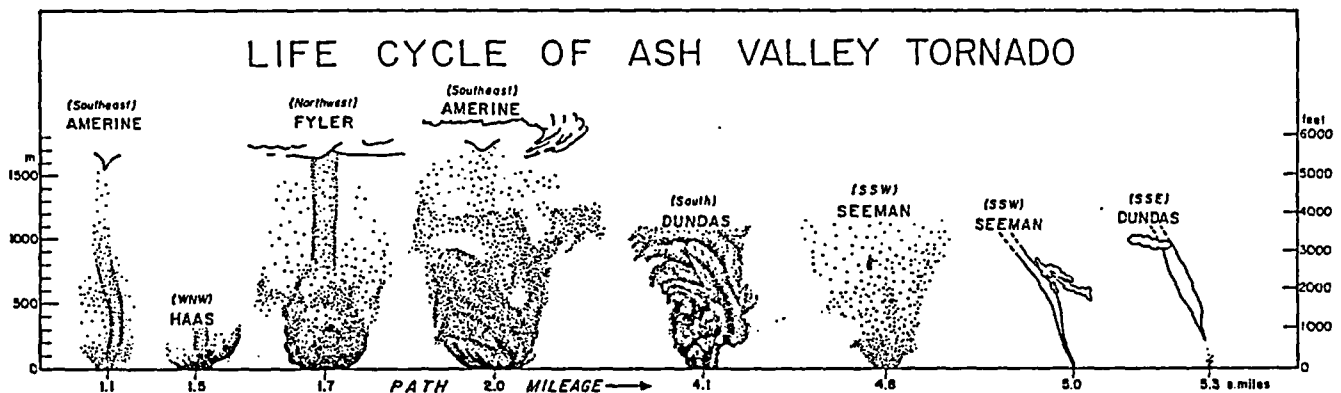 LIFE CYCLE OF ASH VALLEY TORNADO
(Southeast)
AMERINE
(WNW)
HAAS
(Northwest)
FYLER
(Southeast)
AMERINE
(South)
DUNDAS
(SSW)
SEEMAN
(SSW)
SEEMAN
(SSE)
DUNDAS
m
1500
1000
500
0
feet
6000
5000
4000
3000
2000
1000
0
1.1 1.5 1.7 PATH 2.0 MILEAGE 4.1 4.6 5.0 5.3 s.miles